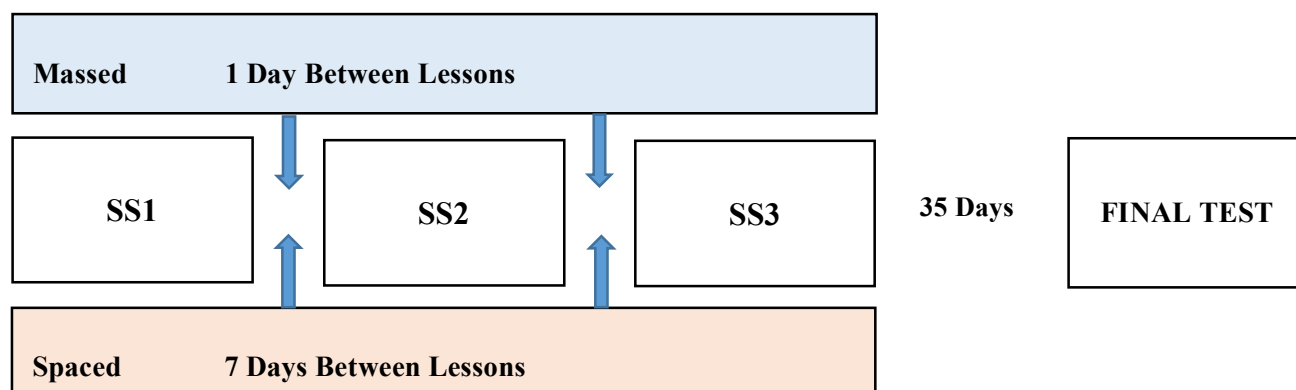 Massed 1 Day Between Lessons
SS1 SS2 SS3 35 Days FINAL TEST
Spaced 7 Days Between Lessons